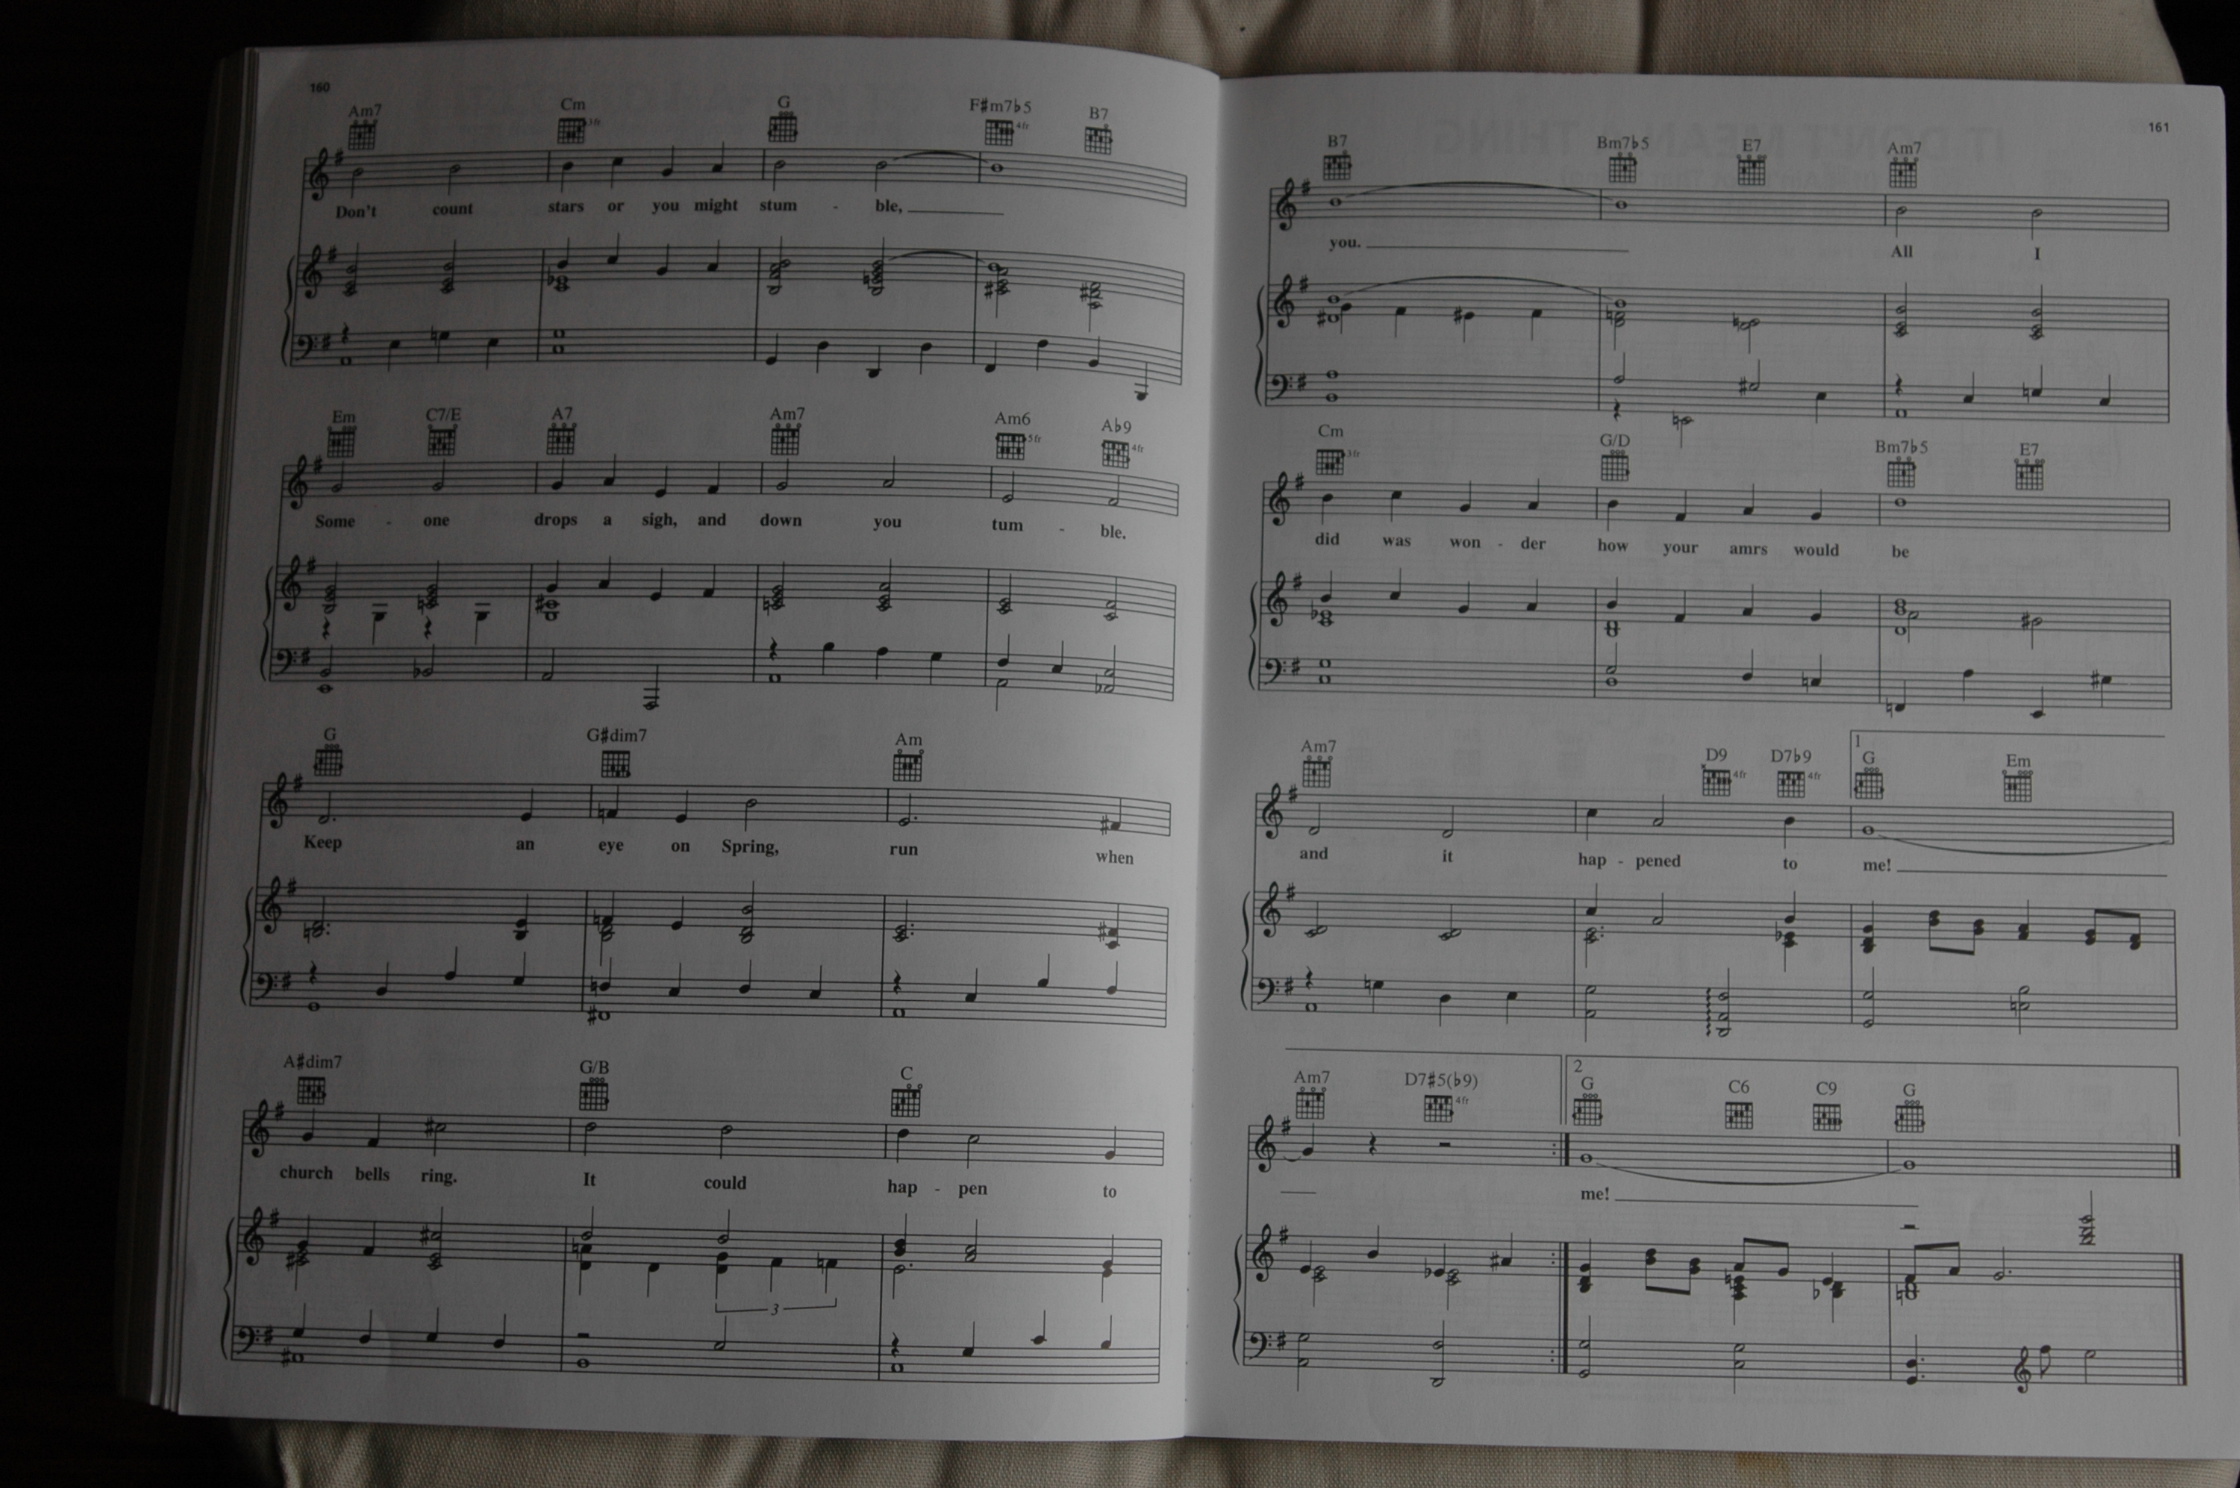 160
Am7 Cm 3fr G F♯m7♭5 4fr B7
Don't count stars or you might stum - ble,
Em C7/E A7 Am7 Am6 5fr A♭9 4fr
Some - one drops a sigh, and down you tum - ble.
G G♯dim7 Am
Keep an eye on Spring, run when
A♯dim7 G/B C
church bells ring. It could hap - pen to
3
161
B7 Bm7♭5 E7 Am7
you. All I
Cm 3fr G/D Bm7♭5 E7
did was won - der how your amrs would be
Am7 D9 4fr D7♭9 4fr 1 G Em
and it hap - pened to me!
Am7 D7♯5(♭9) 4fr 2 G C6 C9 G
me!